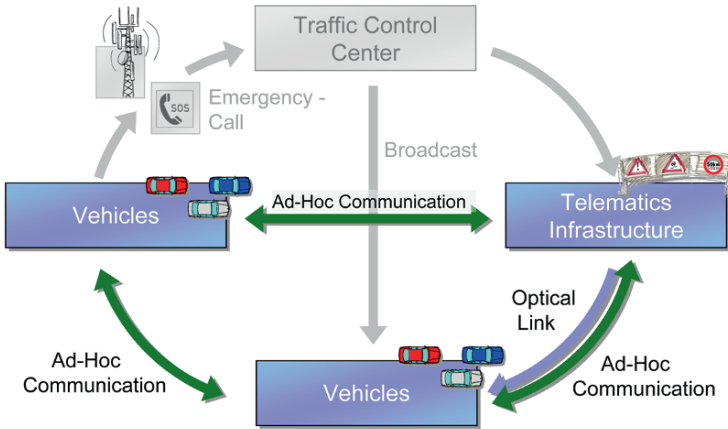 Traffic Control
Center
SOS
Emergency -
Call
Broadcast
Vehicles
Ad-Hoc Communication
Telematics
Infrastructure
Optical
Link
Ad-Hoc
Communication
Ad-Hoc
Communication
Vehicles